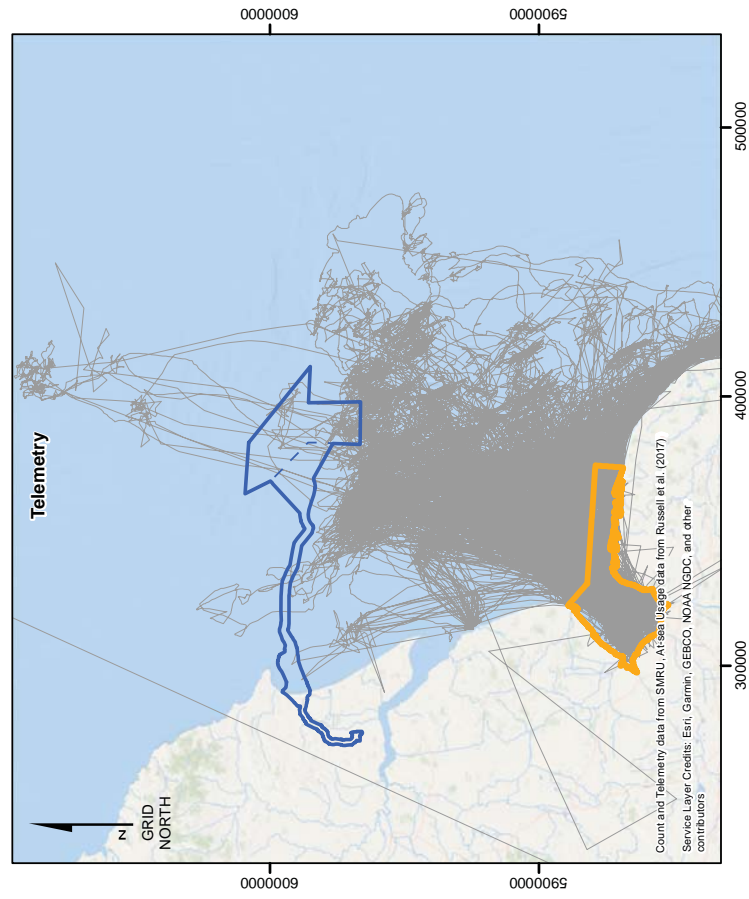 6000000
5900000
Telemetry
500000
400000
300000
N
GRID
NORTH
Count and Telemetry data from SMRU, At-sea Usage data from Russell et al. (2017)
Service Layer Credits: Esri, Garmin, GEBCO, NOAA NGDC, and other
contributors
6000000
5900000